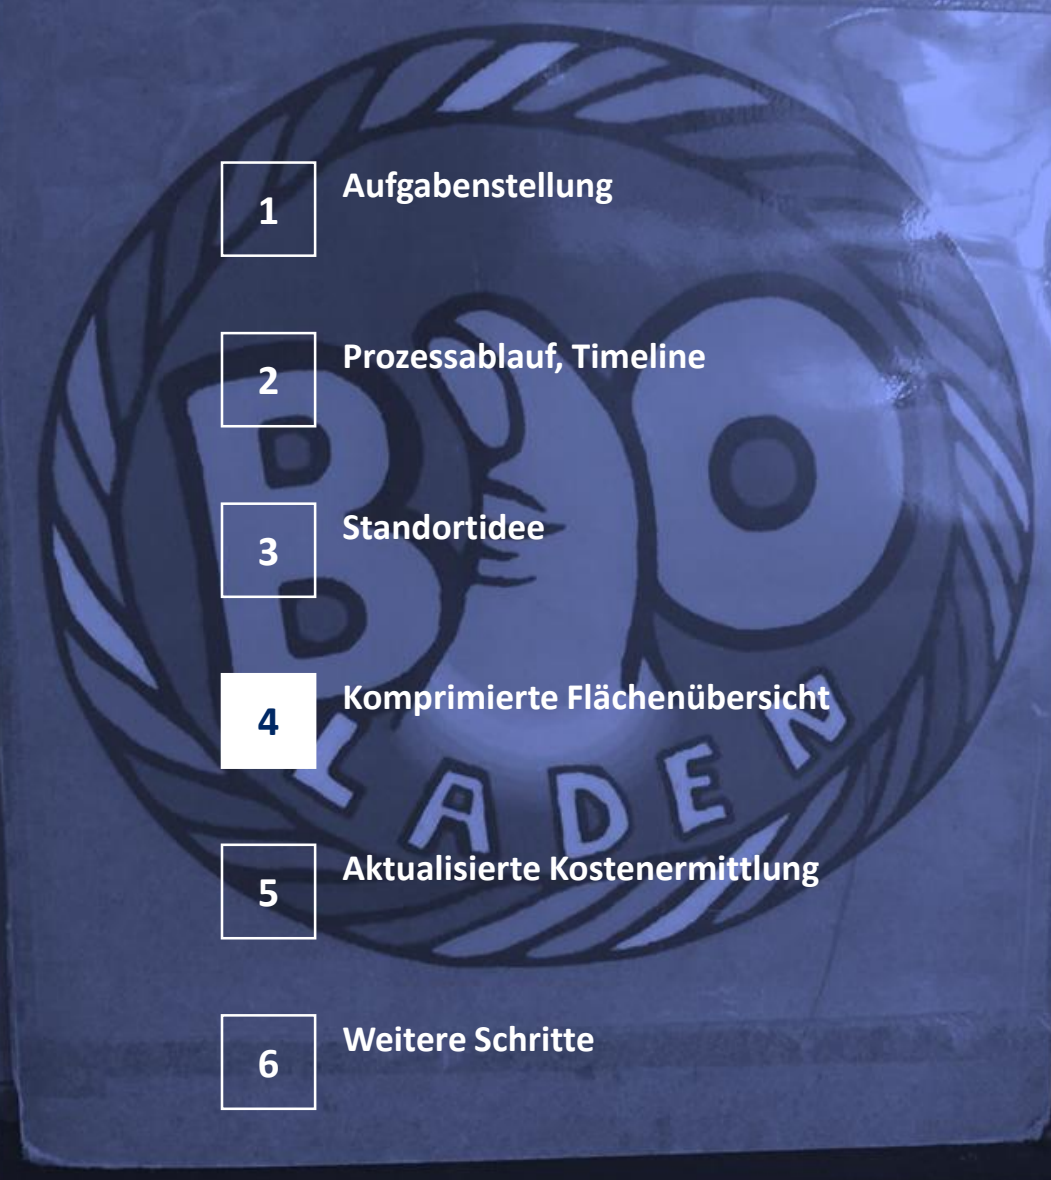 1 Aufgabenstellung
2 Prozessablauf, Timeline
3 Standortidee
4 Komprimierte Flächenübersicht
5 Aktualisierte Kostenermittlung
6 Weitere Schritte
BIO
LADEN